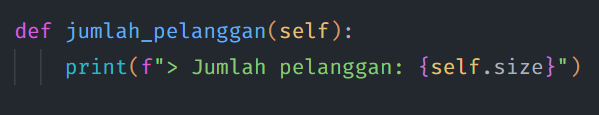 def jumlah_pelanggan(self):
    print(f"> Jumlah pelanggan: {self.size}")